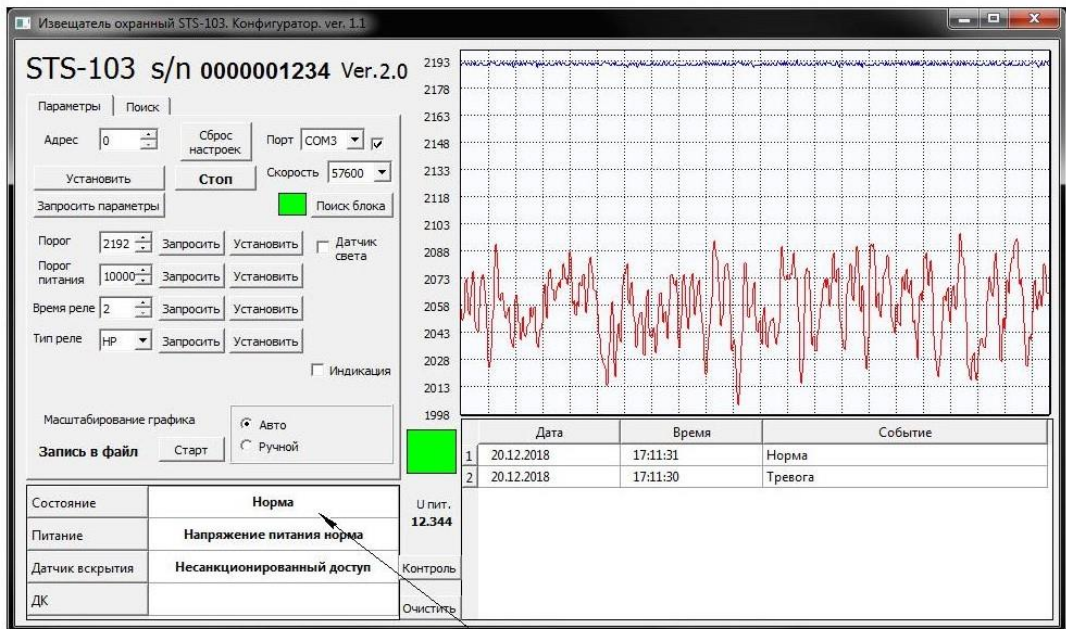 Извещатель охранный STS-103. Конфигуратор. ver. 1.1
STS-103 s/n 0000001234 Ver.2.0
Параметры Поиск
Адрес 0 Сброс настроек Порт COM3
Установить Стоп Скорость 57600
Запросить параметры Поиск блока
Порог 2192 Запросить Установить Датчик света
Порог питания 10000 Запросить Установить
Время реле 2 Запросить Установить
Тип реле НР Запросить Установить
Индикация
Масштабирование графика Авто
Ручной
Запись в файл Старт
2193
2178
2163
2148
2133
2118
2103
2088
2073
2058
2043
2028
2013
1998
Дата Время Событие
1 20.12.2018 17:11:31 Норма
2 20.12.2018 17:11:30 Тревога
Состояние Норма
Питание Напряжение питания норма
Датчик вскрытия Несанкционированный доступ
ДК
U пит.
12.344
Контроль
Очистить